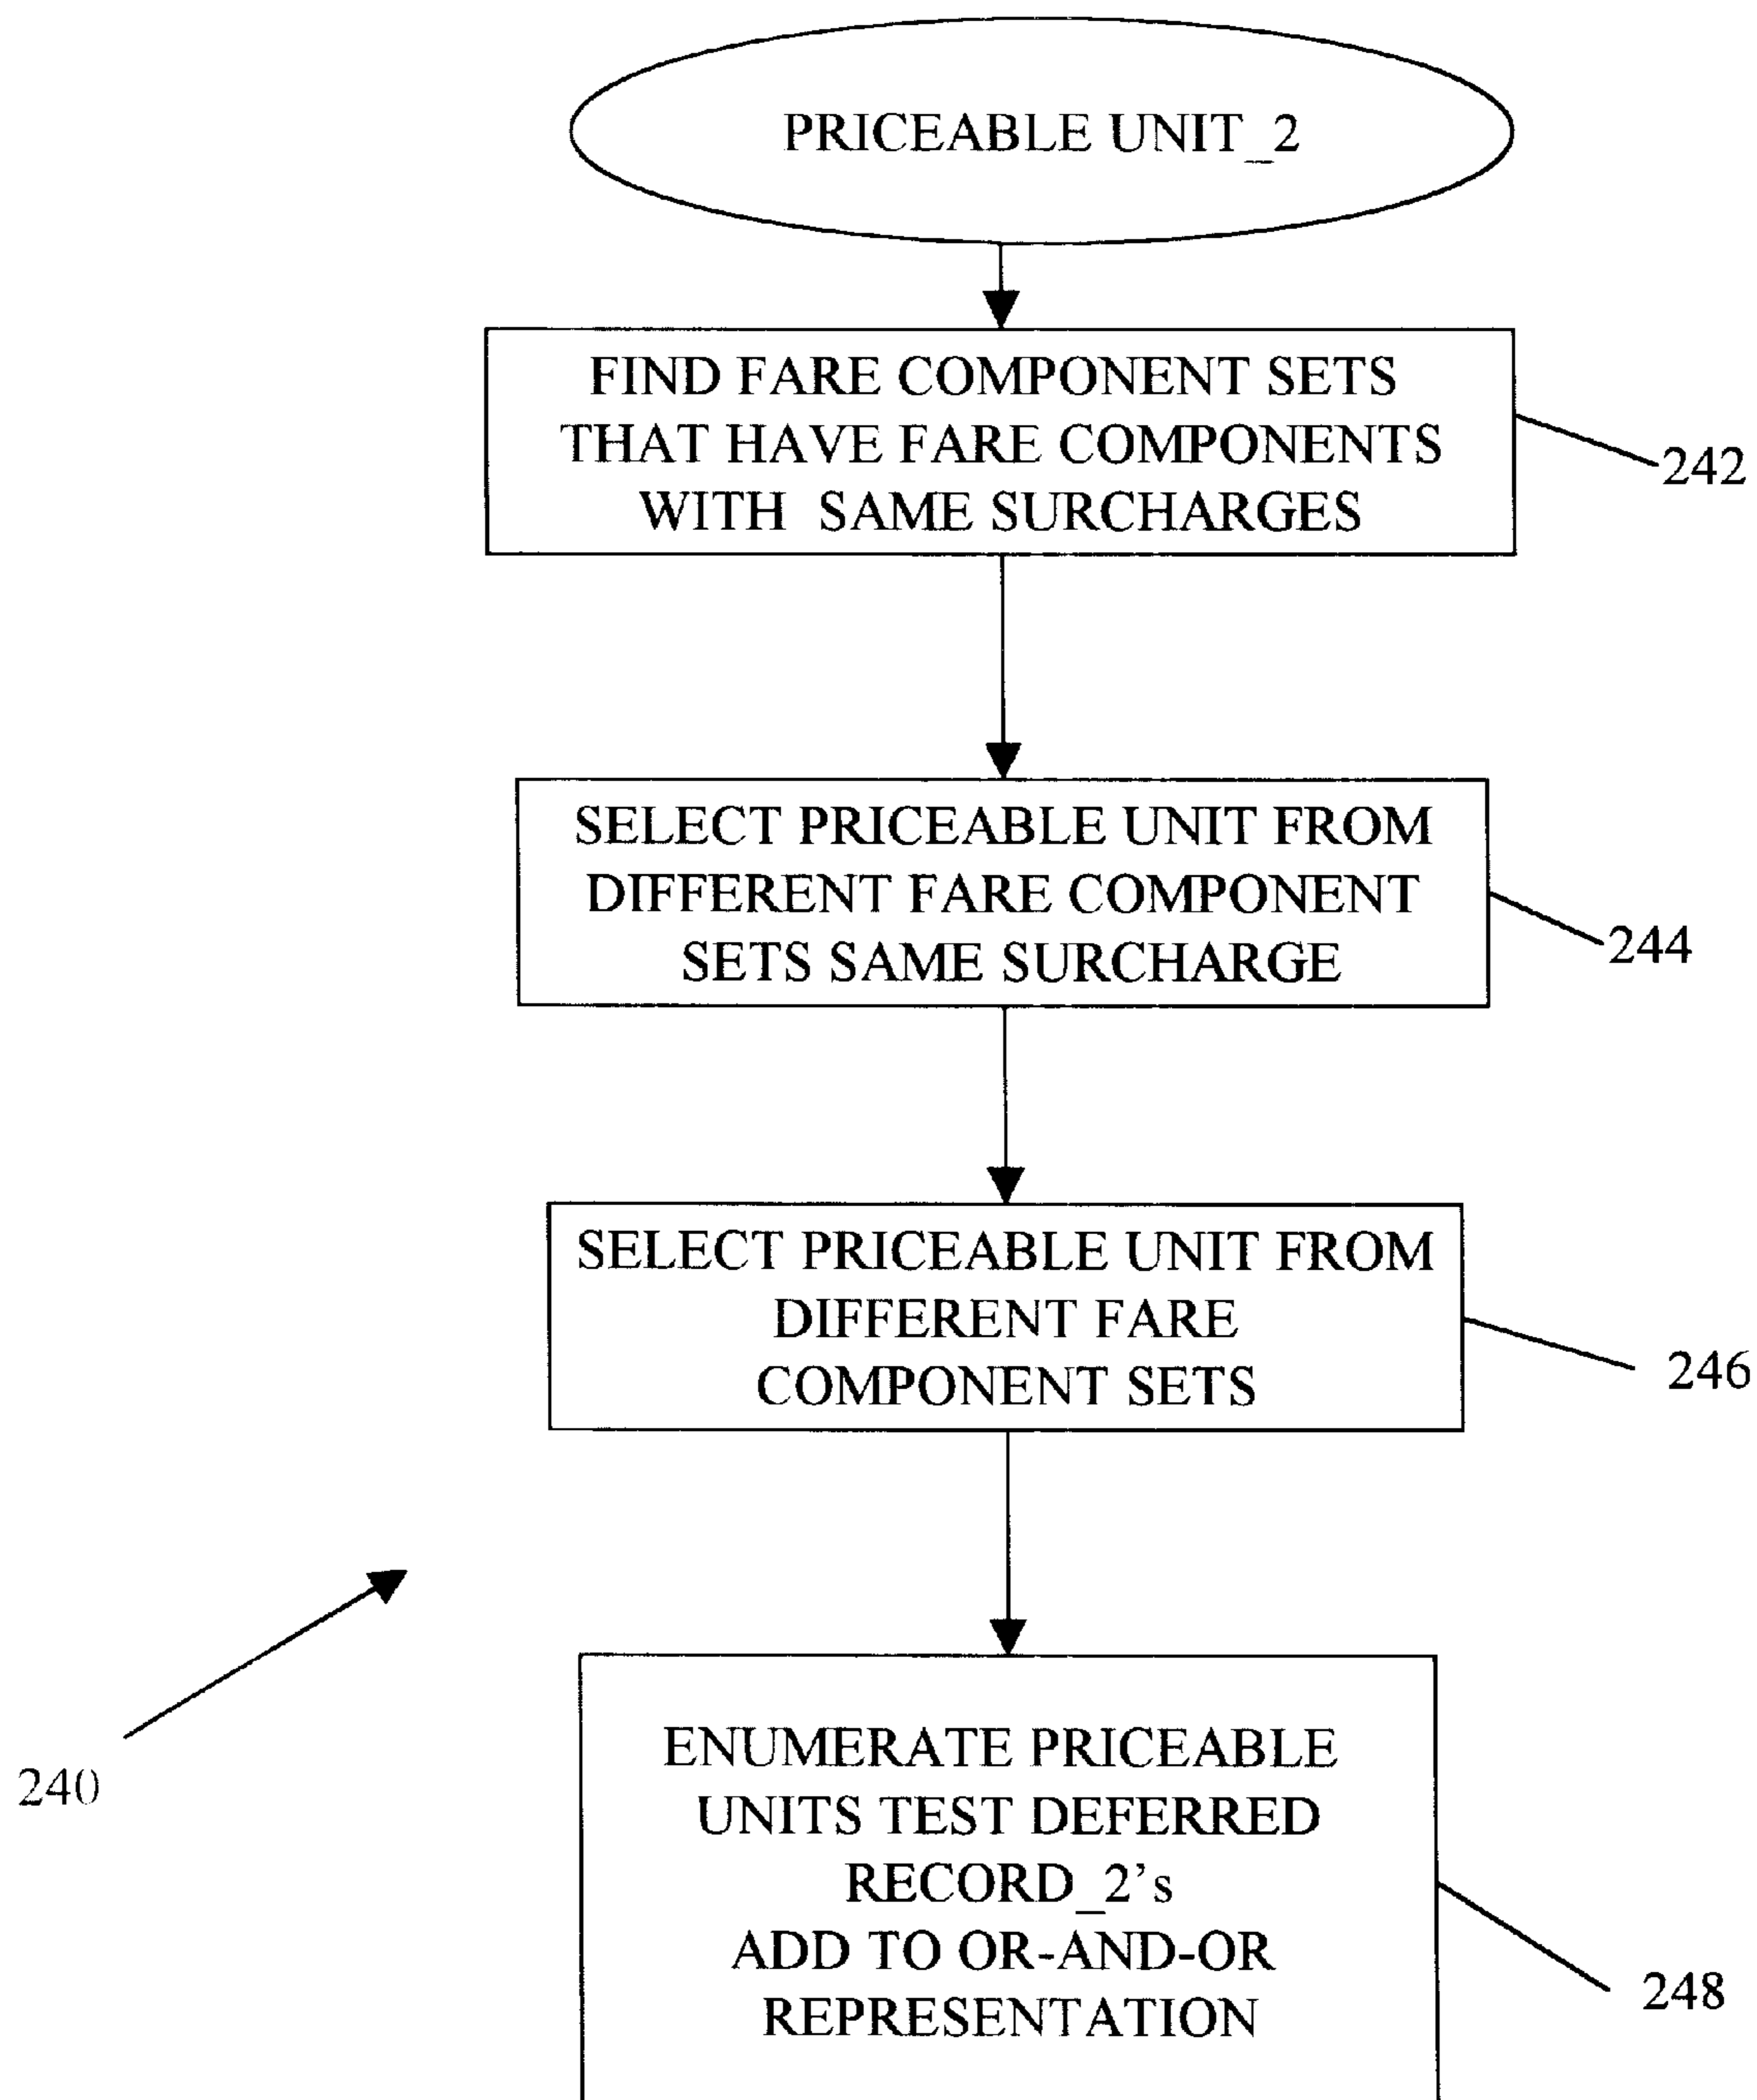 PRICEABLE UNIT_2
FIND FARE COMPONENT SETS
THAT HAVE FARE COMPONENTS
WITH SAME SURCHARGES
242
SELECT PRICEABLE UNIT FROM
DIFFERENT FARE COMPONENT
SETS SAME SURCHARGE
244
SELECT PRICEABLE UNIT FROM
DIFFERENT FARE
COMPONENT SETS
246
ENUMERATE PRICEABLE
UNITS TEST DEFERRED
RECORD_2's
ADD TO OR-AND-OR
REPRESENTATION
240
248